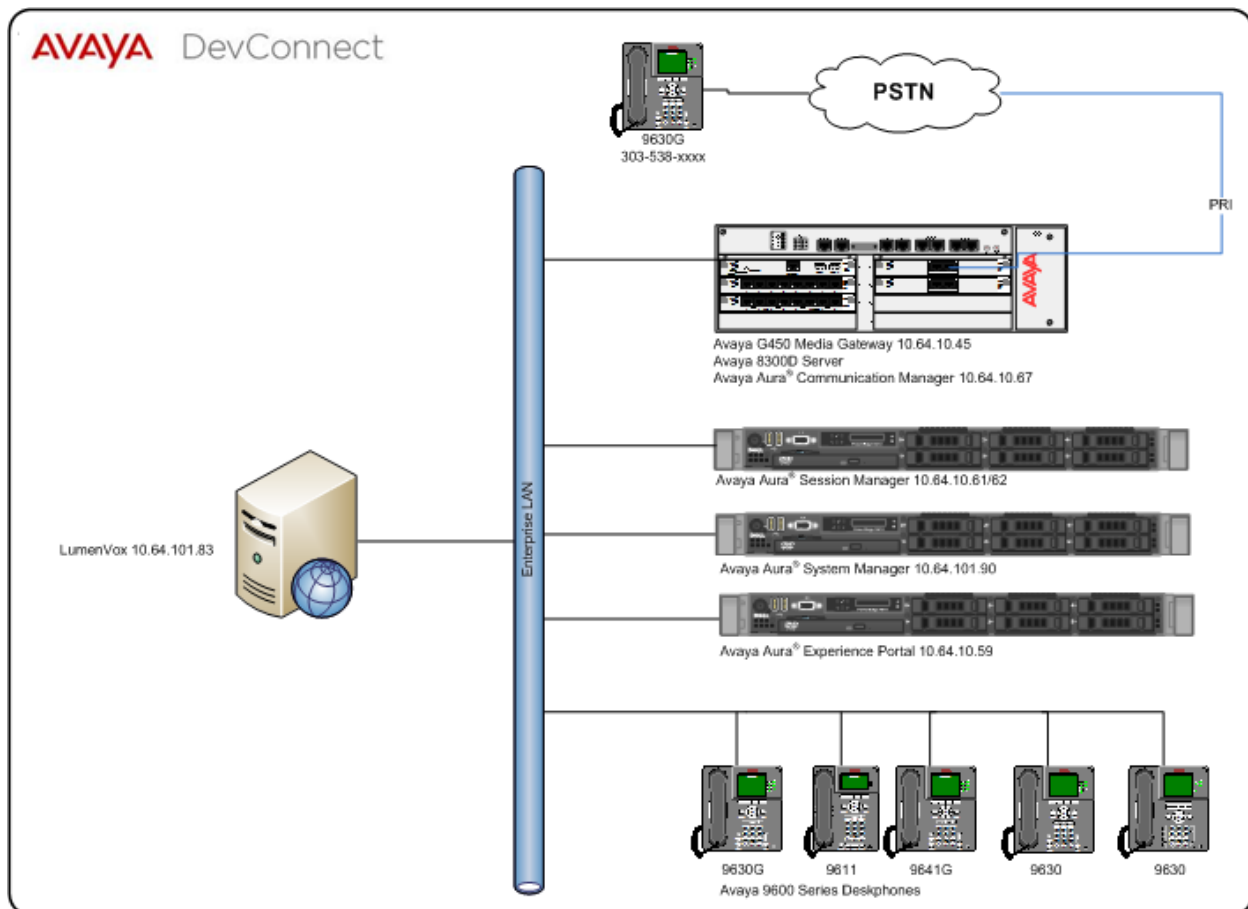 AVAYA DevConnect
PSTN
9630G
303-538-xxxx
PRI
AVAYA
Avaya G450 Media Gateway 10.64.10.45
Avaya 8300D Server
Avaya Aura® Communication Manager 10.64.10.67
Enterprise LAN
Avaya Aura® Session Manager 10.64.10.61/62
LumenVox 10.64.101.83
Avaya Aura® System Manager 10.64.101.90
Avaya Aura® Experience Portal 10.64.10.59
9630G 9611 9641G 9630 9630
Avaya 9600 Series Deskphones